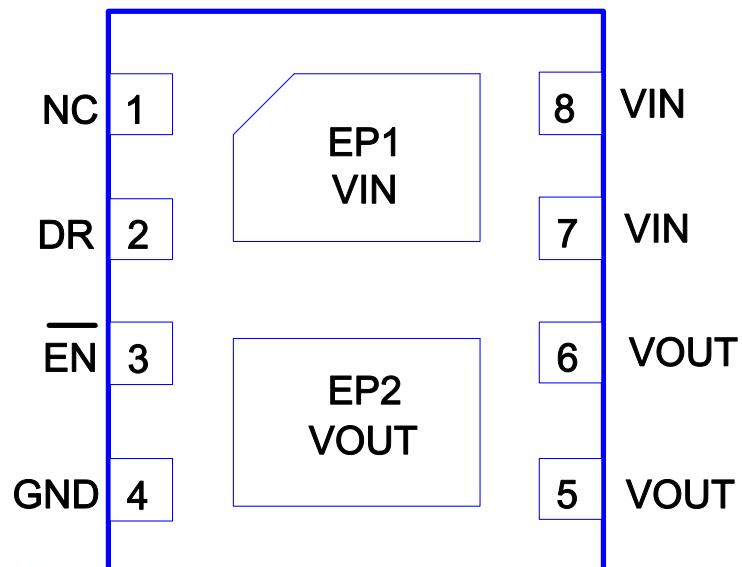 NC 1 EP1 8 VIN
VIN
DR 2 7 VIN
E̅N̅ 3 6 VOUT
EP2
VOUT
GND 4 5 VOUT